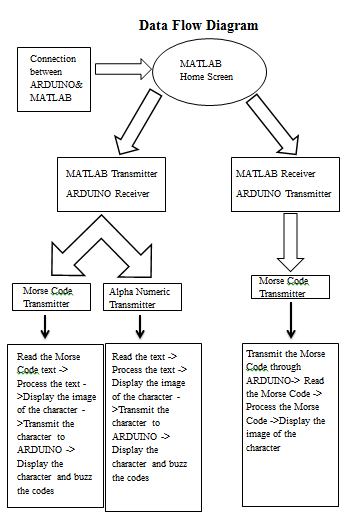 Data Flow Diagram
Connection
between
ARDUINO&
MATLAB
MATLAB
Home Screen
MATLAB Transmitter
ARDUINO Receiver
MATLAB Receiver
ARDUINO Transmitter
Morse Code
Transmitter
Alpha Numeric
Transmitter
Morse Code
Transmitter
Read the Morse
Code text ->
Process the text -
>Display the image
of the character -
>Transmit the
character to
ARDUINO ->
Display the
character and buzz
the codes
Read the text ->
Process the text ->
Display the image
of the character ->
>Transmit the
character to
ARDUINO ->
Display the
character and buzz
the codes
Transmit the Morse
Code through
ARDUINO-> Read
the Morse Code ->
Process the Morse
Code ->Display the
image of the
character